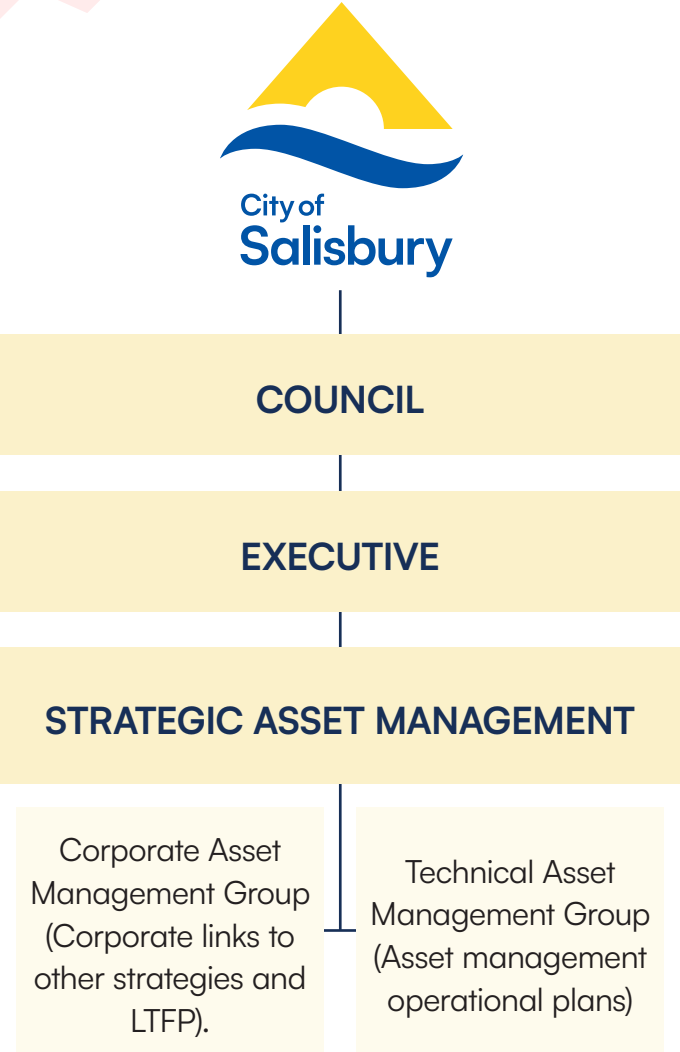 City of
Salisbury
COUNCIL
EXECUTIVE
STRATEGIC ASSET MANAGEMENT
Corporate Asset
Management Group
(Corporate links to
other strategies and
LTFP).
Technical Asset
Management Group
(Asset management
operational plans)